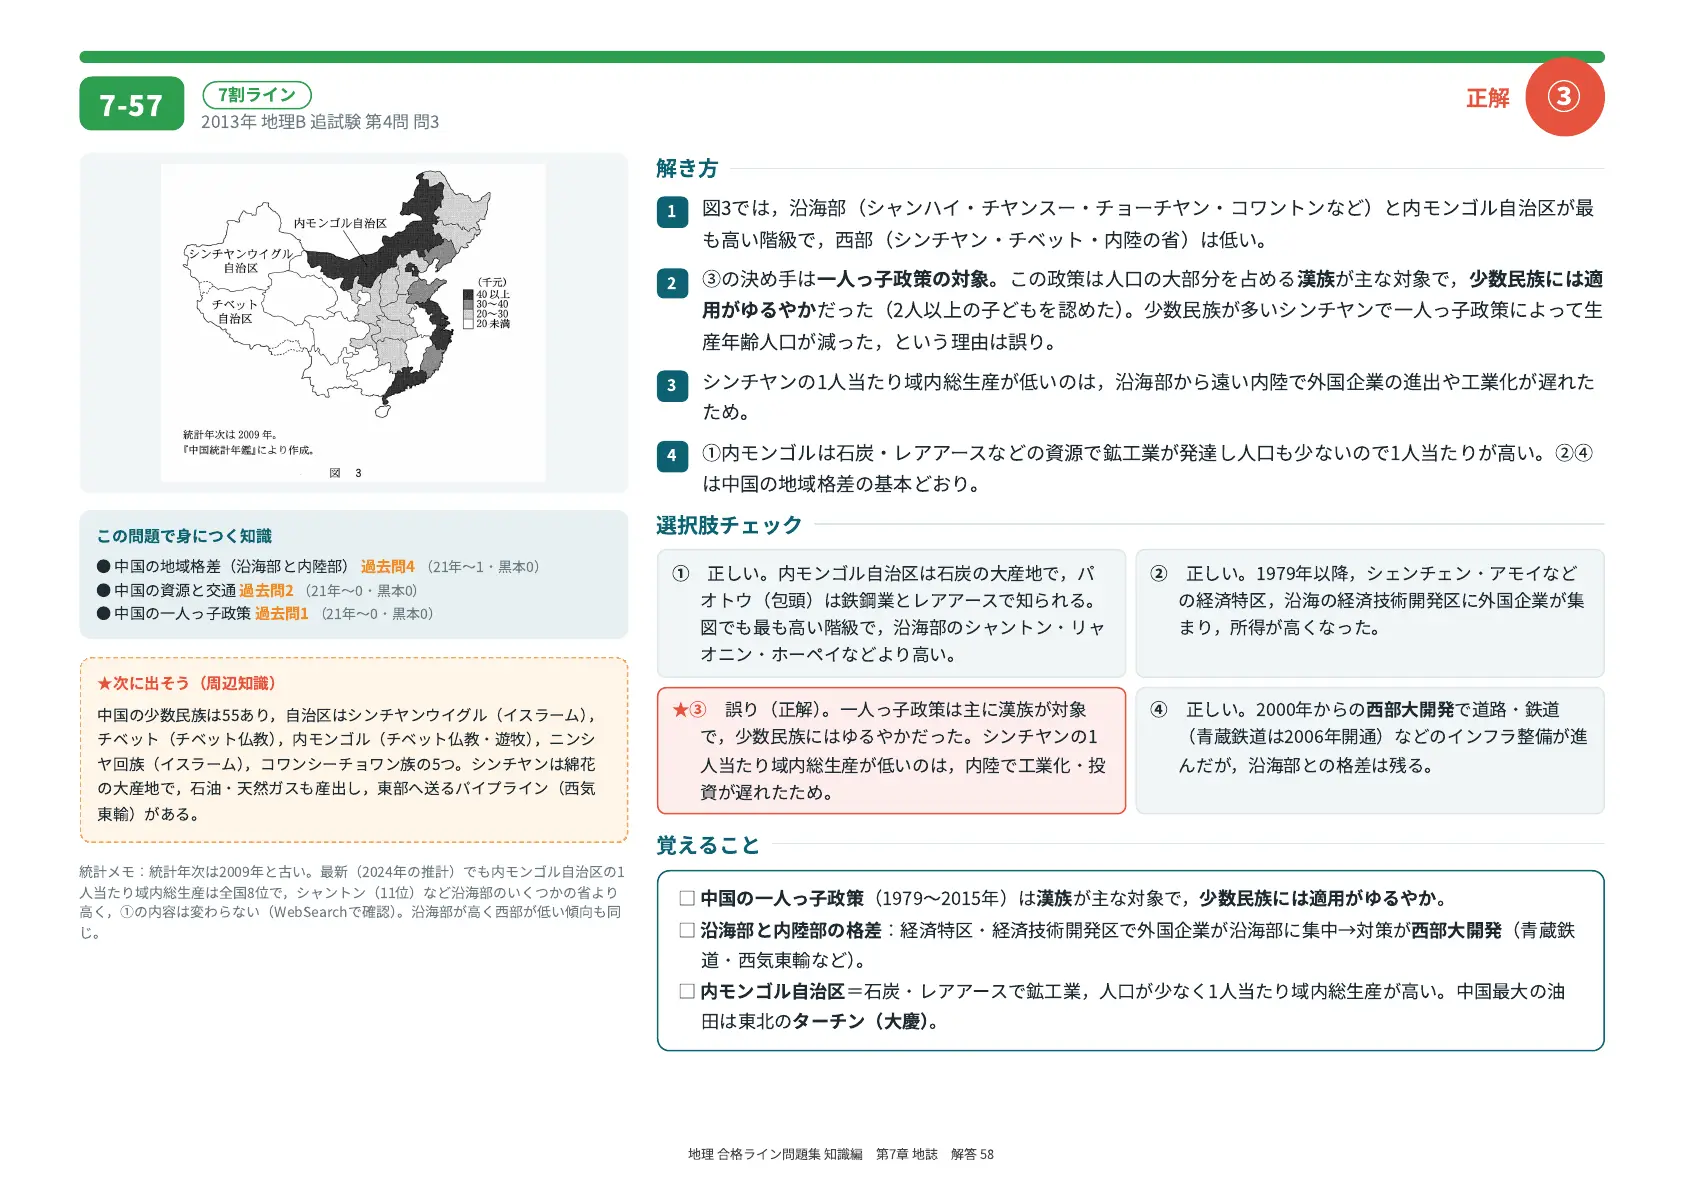 7-57
7割ライン
2013年 地理B 追試験 第4問 問3
正解 ③
内モンゴル自治区
シンチヤンウイグル
自治区
チベット
自治区
(千元)
40 以上
30〜40
20〜30
20 未満
統計年次は 2009 年。
『中国統計年鑑』により作成。
図 3
この問題で身につく知識
●中国の地域格差（沿海部と内陸部） 過去問4 （21年〜1・黒本0）
●中国の資源と交通 過去問2 （21年〜0・黒本0）
●中国の一人っ子政策 過去問1 （21年〜0・黒本0）
★次に出そう（周辺知識）
中国の少数民族は55あり，自治区はシンチヤンウイグル（イスラーム），
チベット（チベット仏教），内モンゴル（チベット仏教・遊牧），ニンシ
ヤ回族（イスラーム），コワンシーチョワン族の5つ。シンチヤンは綿花
の大産地で，石油・天然ガスも産出し，東部へ送るパイプライン（西気
東輸）がある。
統計メモ：統計年次は2009年と古い。最新（2024年の推計）でも内モンゴル自治区の1
人当たり域内総生産は全国8位で，シャントン（11位）など沿海部のいくつかの省より
高く，①の内容は変わらない（WebSearchで確認）。沿海部が高く西部が低い傾向も同
じ。
解き方
1 図3では，沿海部（シャンハイ・チヤンスー・チョーチヤン・コワントンなど）と内モンゴル自治区が最
も高い階級で，西部（シンチヤン・チベット・内陸の省）は低い。
2 ③の決め手は一人っ子政策の対象。この政策は人口の大部分を占める漢族が主な対象で，少数民族には適
用がゆるやかだった（2人以上の子どもを認めた）。少数民族が多いシンチヤンで一人っ子政策によって生
産年齢人口が減った，という理由は誤り。
3 シンチヤンの1人当たり域内総生産が低いのは，沿海部から遠い内陸で外国企業の進出や工業化が遅れた
ため。
4 ①内モンゴルは石炭・レアアースなどの資源で鉱工業が発達し人口も少ないので1人当たりが高い。②④
は中国の地域格差の基本どおり。
選択肢チェック
① 正しい。内モンゴル自治区は石炭の大産地で，パ
オトウ（包頭）は鉄鋼業とレアアースで知られる。
図でも最も高い階級で，沿海部のシャントン・リャ
オニン・ホーペイなどより高い。
② 正しい。1979年以降，シェンチェン・アモイなど
の経済特区，沿海の経済技術開発区に外国企業が集
まり，所得が高くなった。
★③ 誤り（正解）。一人っ子政策は主に漢族が対象
で，少数民族にはゆるやかだった。シンチヤンの1
人当たり域内総生産が低いのは，内陸で工業化・投
資が遅れたため。
④ 正しい。2000年からの西部大開発で道路・鉄道
（青蔵鉄道は2006年開通）などのインフラ整備が進
んだが，沿海部との格差は残る。
覚えること
□ 中国の一人っ子政策（1979〜2015年）は漢族が主な対象で，少数民族には適用がゆるやか。
□ 沿海部と内陸部の格差：経済特区・経済技術開発区で外国企業が沿海部に集中→対策が西部大開発（青蔵鉄
道・西気東輸など）。
□ 内モンゴル自治区＝石炭・レアアースで鉱工業，人口が少なく1人当たり域内総生産が高い。中国最大の油
田は東北のターチン（大慶）。
地理 合格ライン問題集 知識編 第7章 地誌 解答 58